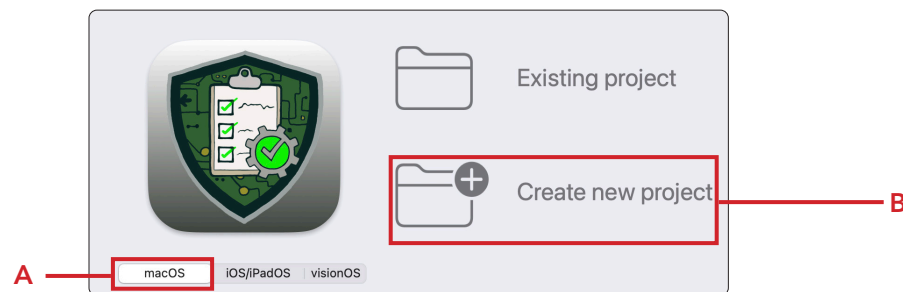 Existing project
Create new project
B
A
macOS
iOS/iPadOS
visionOS